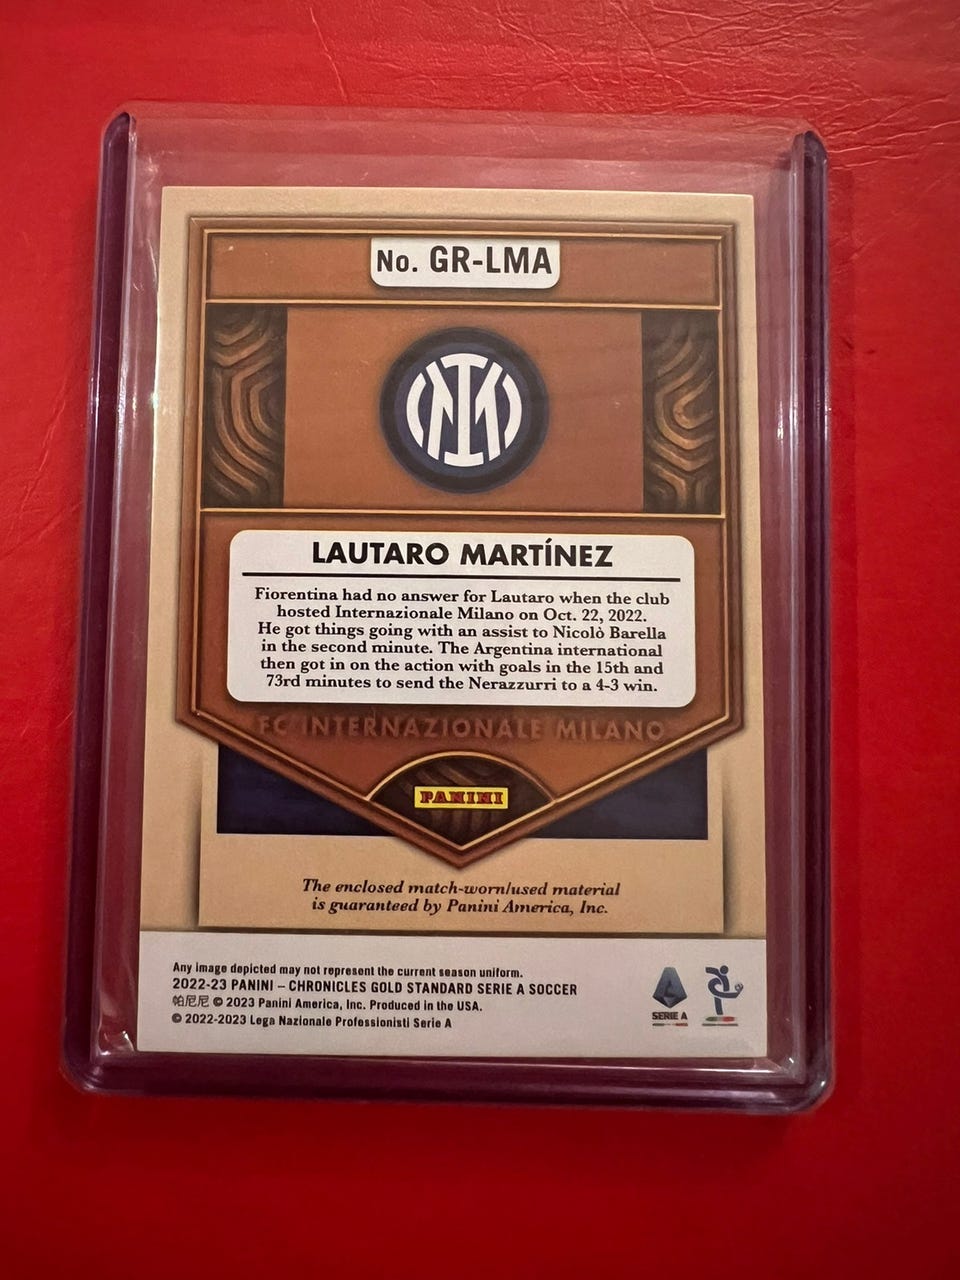 No. GR-LMA
LAUTARO MARTÍNEZ
Fiorentina had no answer for Lautaro when the club
hosted Internazionale Milano on Oct. 22, 2022.
He got things going with an assist to Nicolò Barella
in the second minute. The Argentina international
then got in on the action with goals in the 15th and
73rd minutes to send the Nerazzurri to a 4-3 win.
FC INTERNAZIONALE MILANO
PANINI
The enclosed match-worn/used material
is guaranteed by Panini America, Inc.
Any image depicted may not represent the current season uniform.
2022-23 PANINI – CHRONICLES GOLD STANDARD SERIE A SOCCER
帕尼尼 © 2023 Panini America, Inc. Produced in the USA.
© 2022-2023 Lega Nazionale Professionisti Serie A
SERIE A